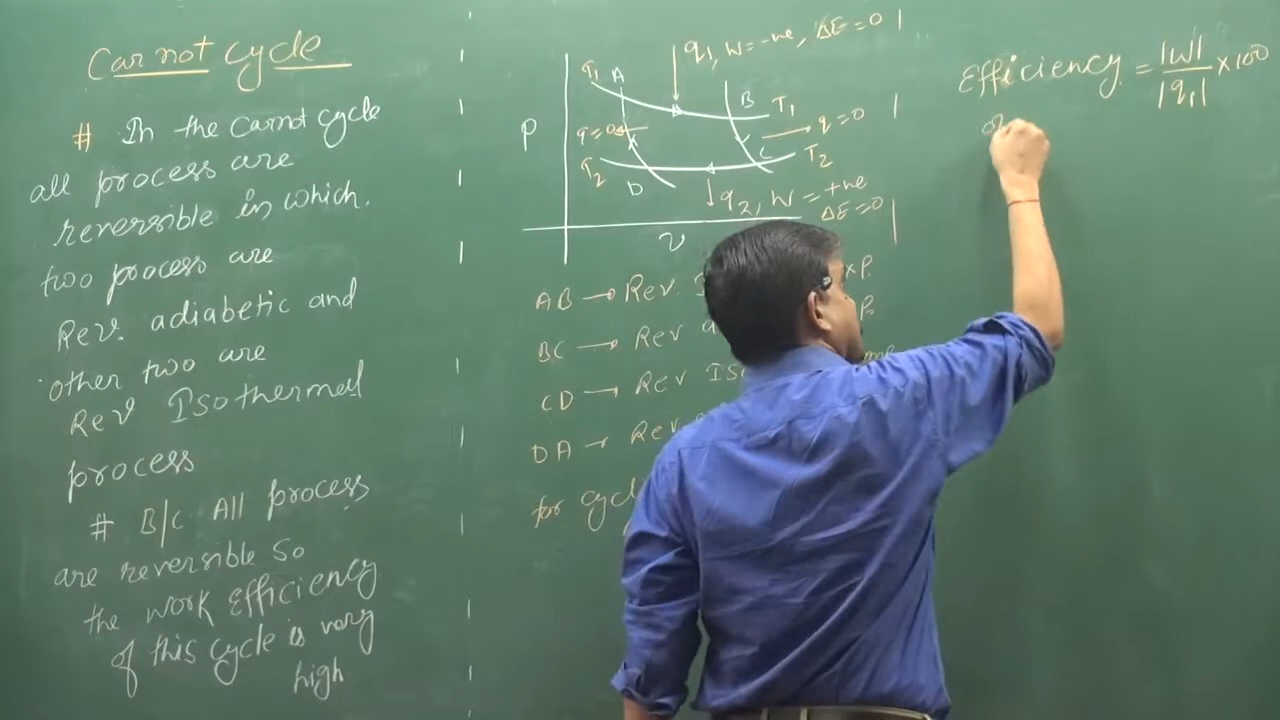 Carnot cycle
# In the carnot cycle
all process are
reversible in which.
two process are
Rev. adiabetic and
other two are
Rev Isothermal
process
# B/c All process
are reversible so
the work Efficiency
of this cycle is very
high
q1, W=-ve, ΔE=0
T1 A
B T1
P
q=0
q=0
C T2
T2
D
q2, W=+ve
ΔE=0
V
AB → Rev. I xP.
BC → Rev a P.
CD → Rev Iso
DA → Rev
for cycl
Efficiency = |W|/|q1| × 100